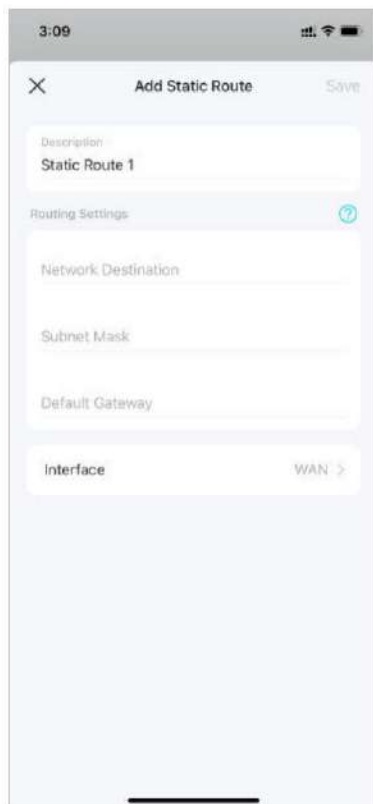 3:09
Add Static Route
Save
Description
Static Route 1
Routing Settings
?
Network Destination
Subnet Mask
Default Gateway
Interface
WAN >